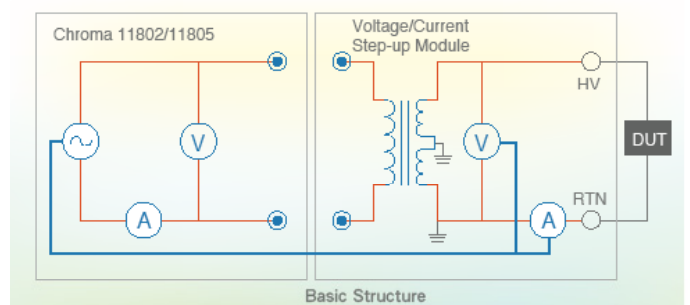 Chroma 11802/11805
Voltage/Current
Step-up Module
HV
V
V
DUT
RTN
A
A
Basic Structure